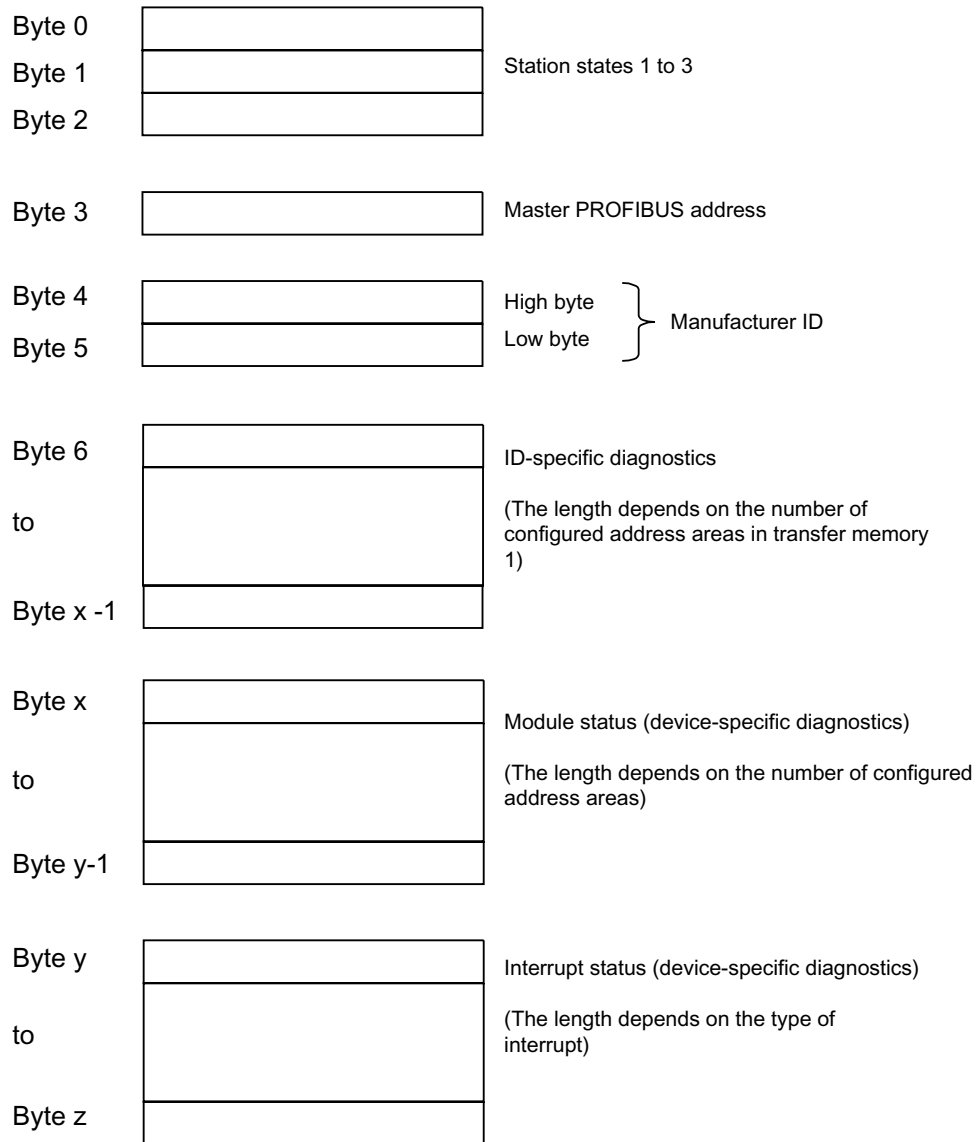 Byte 0
Byte 1
Station states 1 to 3
Byte 2
Byte 3
Master PROFIBUS address
Byte 4
High byte
Manufacturer ID
Low byte
Byte 5
Byte 6
ID-specific diagnostics
to
(The length depends on the number of
configured address areas in transfer memory
1)
Byte x -1
Byte x
Module status (device-specific diagnostics)
to
(The length depends on the number of configured
address areas)
Byte y-1
Byte y
Interrupt status (device-specific diagnostics)
to
(The length depends on the type of
interrupt)
Byte z